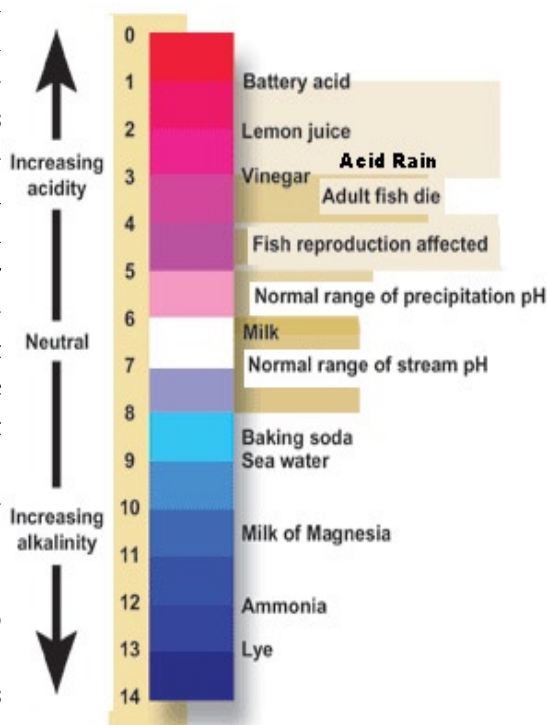 0
1
Battery acid
2
Lemon juice
Acid Rain
Increasing
acidity
3
Vinegar
Adult fish die
4
Fish reproduction affected
5
Normal range of precipitation pH
6
Neutral
Milk
7
Normal range of stream pH
8
Baking soda
9
Sea water
10
Increasing
alkalinity
Milk of Magnesia
11
12
Ammonia
13
Lye
14